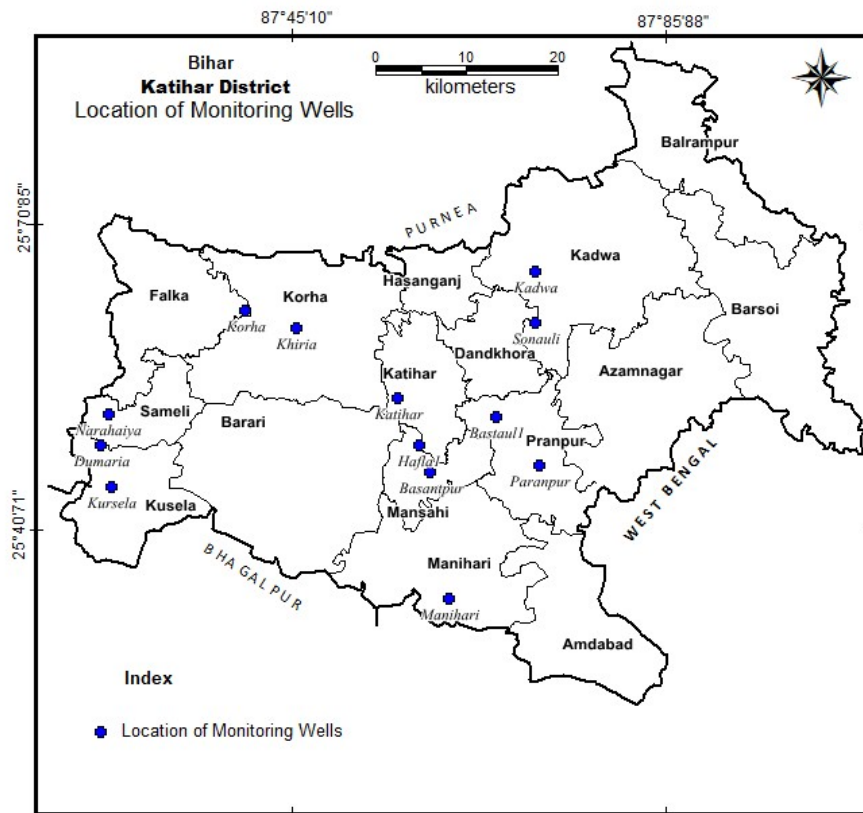 87°45'10"
87°85'88"
Bihar
Katihar District
Location of Monitoring Wells
0 10 20
kilometers
25°70'85"
25°40'71"
Balrampur
PURNEA
Kadwa
Hasanganj
Kadwa
Falka
Korha
Barsoi
Korha
Khiria
Sonauli
Dandkhora
Katihar
Azamnagar
Katihar
Sameli
Barari
Narahaiya
Bastaul1
Pranpur
Dumaria
Hafla1
Basantpur
Paranpur
Kursela
Kusela
Mansahi
WEST BENGAL
BHAGALPUR
Manihari
Manihari
Amdabad
Index
Location of Monitoring Wells